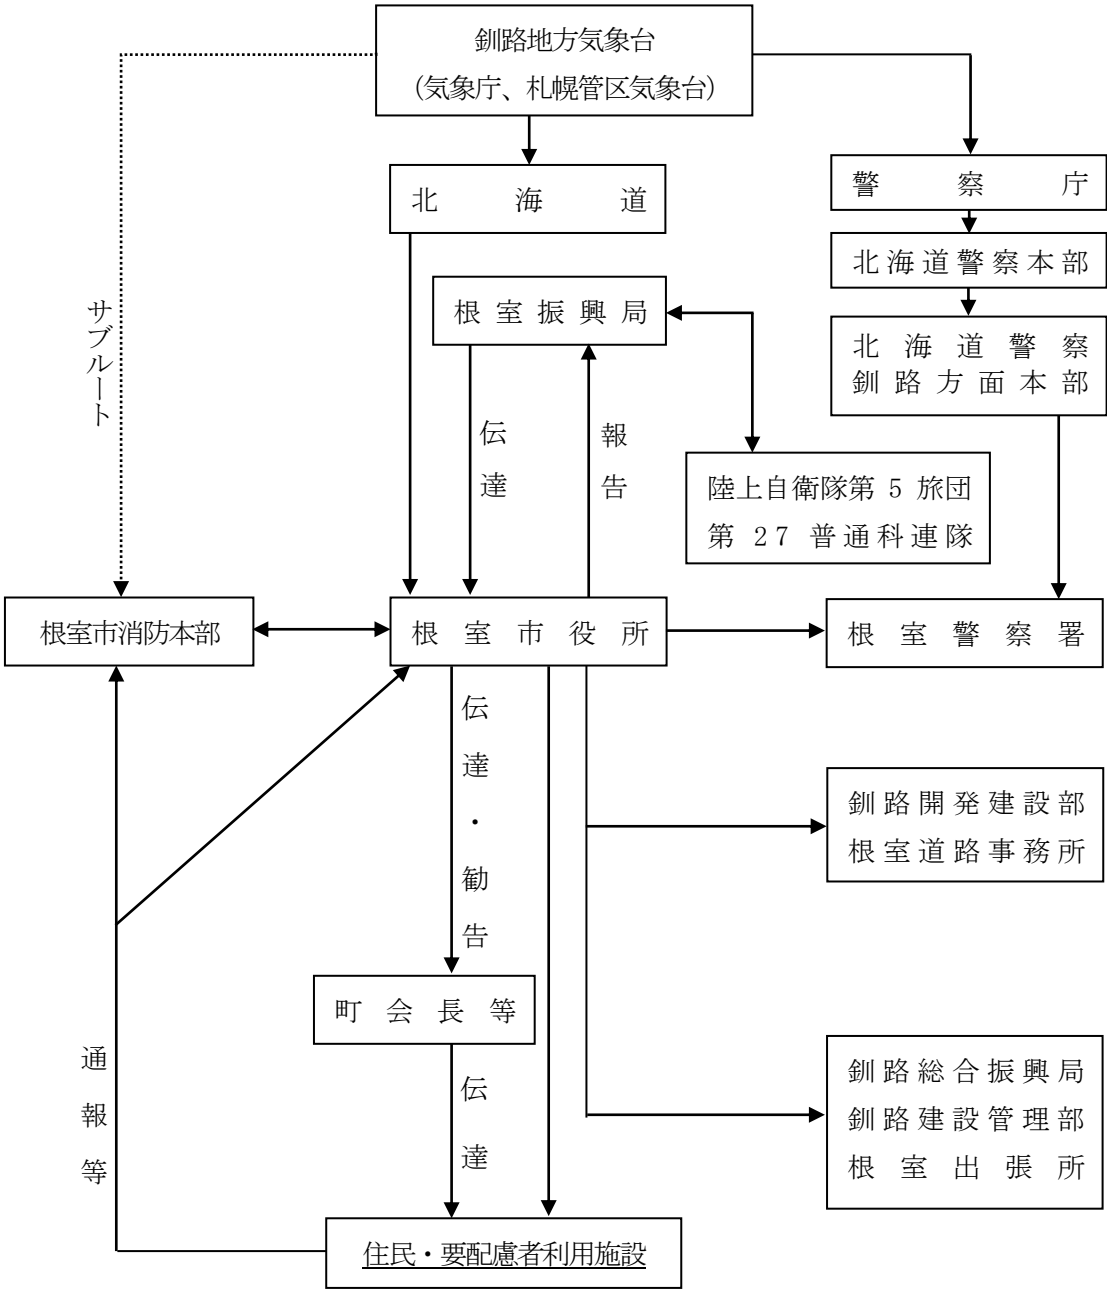 釧路地方気象台
（気象庁、札幌管区気象台）
北海道
警察庁
北海道警察本部
根室振興局
北海道警察
釧路方面本部
サブルート
伝達
報告
陸上自衛隊第 5 旅団
第 27 普通科連隊
根室市消防本部
根室市役所
根室警察署
伝達・勧告
釧路開発建設部
根室道路事務所
町会長等
通報等
伝達
釧路総合振興局
釧路建設管理部
根室出張所
住民・要配慮者利用施設